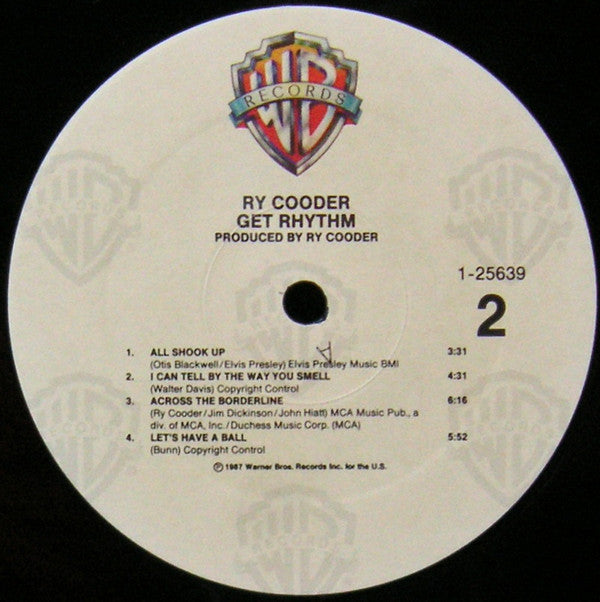 WB
RECORDS
RY COODER
GET RHYTHM
PRODUCED BY RY COODER
1-25639
2
1. ALL SHOOK UP 3:31
(Otis Blackwell/Elvis Presley) Elvis Presley Music BMI
2. I CAN TELL BY THE WAY YOU SMELL 4:31
(Walter Davis) Copyright Control
3. ACROSS THE BORDERLINE 6:16
(Ry Cooder/Jim Dickinson/John Hiatt) MCA Music Pub., a
div. of MCA, Inc./Duchess Music Corp. (MCA)
4. LET'S HAVE A BALL 5:52
(Bunn) Copyright Control
℗ 1987 Warner Bros. Records Inc. for the U.S.